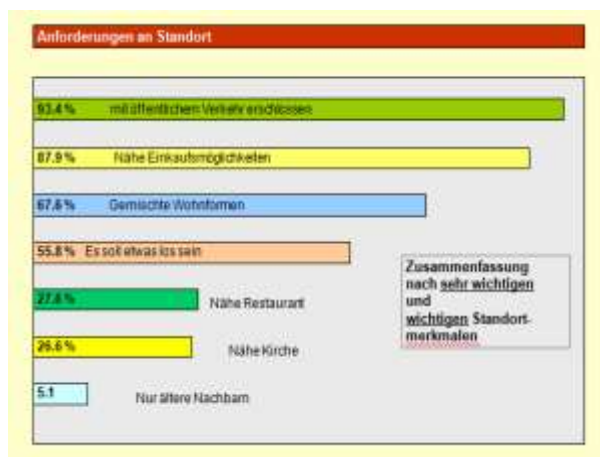 Anforderungen an Standort
93.4 % mit öffentlichem Verkehr erschlossen
87.9 % Nähe Einkaufsmöglichkeiten
67.6 % Gemischte Wohnformen
55.8 % Es soll etwas los sein
27.8 % Nähe Restaurant
26.6 % Nähe Kirche
5.1 Nur ältere Nachbarn
Zusammenfassung
nach sehr wichtigen
und
wichtigen Standort-
merkmalen